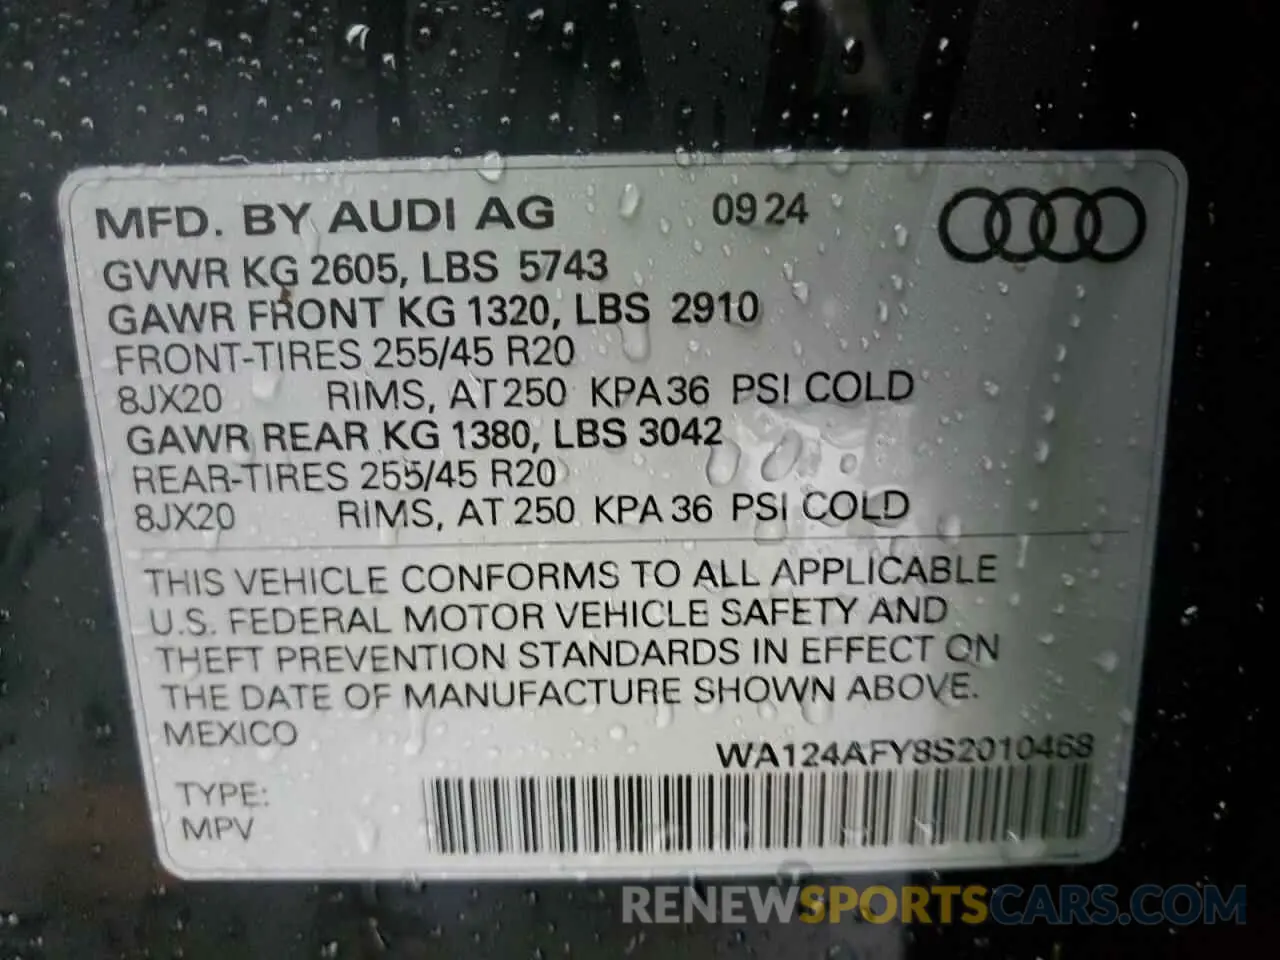 MFD. BY AUDI AG 09 24
GVWR KG 2605, LBS 5743
GAWR FRONT KG 1320, LBS 2910
FRONT-TIRES 255/45 R20
8JX20 RIMS, AT 250 KPA 36 PSI COLD
GAWR REAR KG 1380, LBS 3042
REAR-TIRES 255/45 R20
8JX20 RIMS, AT 250 KPA 36 PSI COLD
THIS VEHICLE CONFORMS TO ALL APPLICABLE
U.S. FEDERAL MOTOR VEHICLE SAFETY AND
THEFT PREVENTION STANDARDS IN EFFECT ON
THE DATE OF MANUFACTURE SHOWN ABOVE.
MEXICO
WA124AFY8S2010468
TYPE:
MPV
RENEWSPORTSCARS.COM